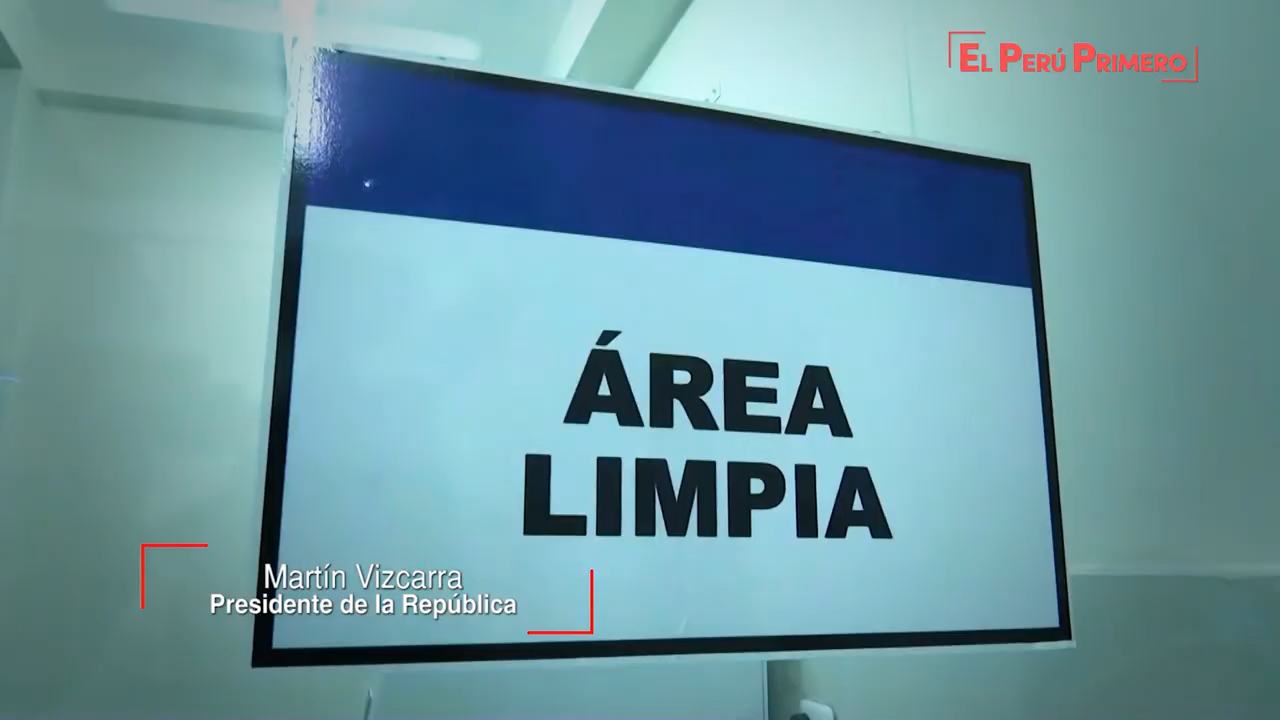 EL PERÚ PRIMERO
ÁREA
LIMPIA
Martín Vizcarra
Presidente de la República